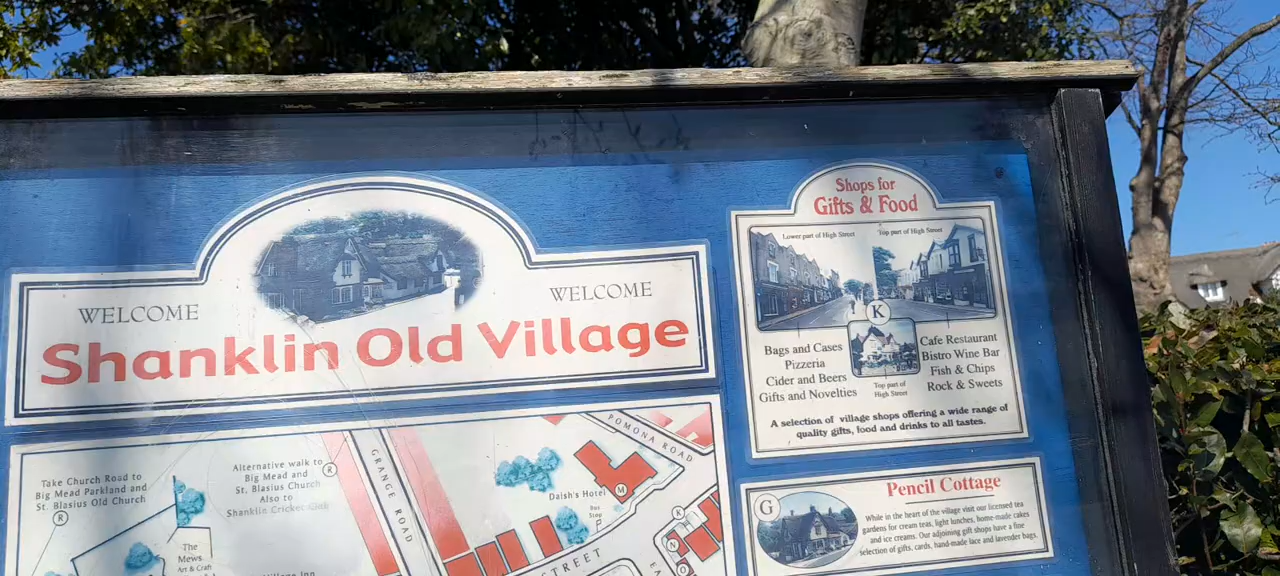 WELCOME
WELCOME
Shanklin Old Village
Shops for
Gifts & Food
Lower part of High Street
Top part of High Street
K
Bags and Cases
Pizzeria
Cider and Beers
Gifts and Novelties
Top part of
High Street
Cafe Restaurant
Bistro Wine Bar
Fish & Chips
Rock & Sweets
A selection of village shops offering a wide range of
quality gifts, food and drinks to all tastes.
G
Pencil Cottage
While in the heart of the village visit our licensed tea
gardens for cream teas, light lunches, home-made cakes
and ice creams. Our adjoining gift shops have a fine
selection of gifts, cards, hand-made lace and lavender bags.
Take Church Road to
Big Mead Parkland and
St. Blasius Old Church
R
Alternative walk to
Big Mead and
St. Blasius Church
Also to
Shanklin Cricket Club
R
GRANGE ROAD
POMONA ROAD
Daish's Hotel
M
Bus
Stop
K
N
O
STREET
The
Mews
Art & Craft
Village Inn